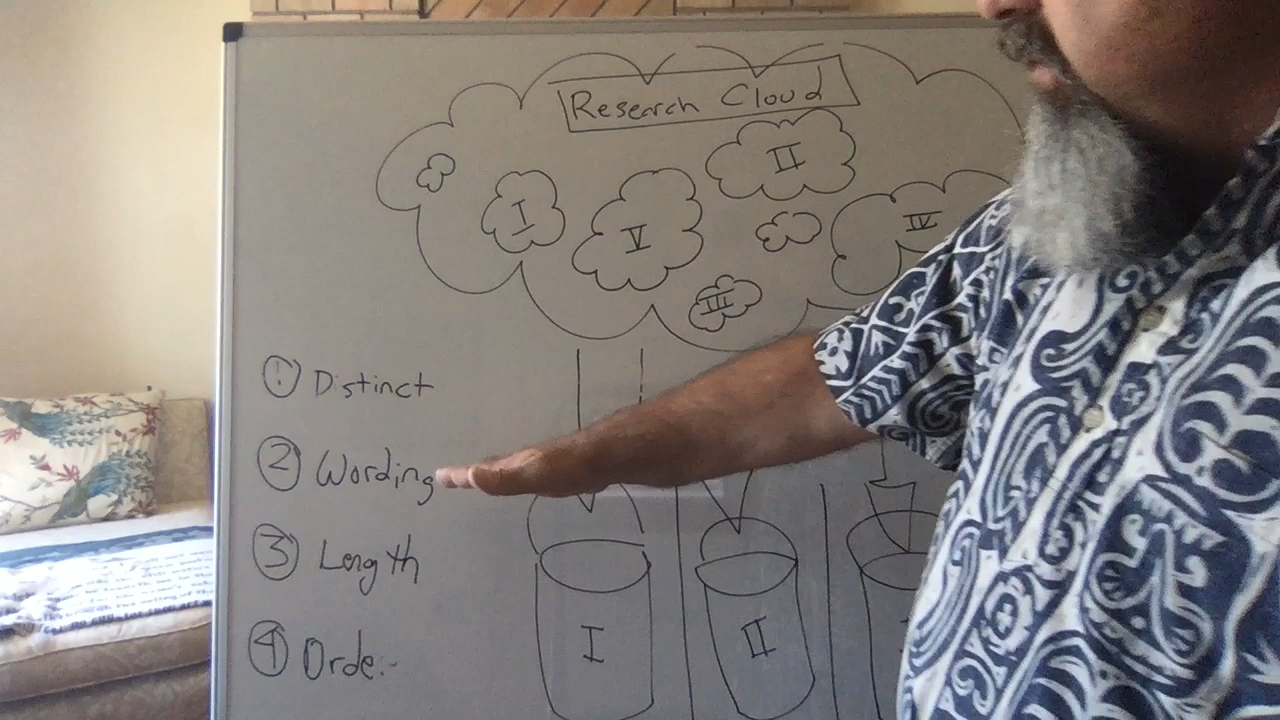 Research Cloud
I
V
II
IV
III
① Distinct
② Wording
③ Length
④ Orde
I
II